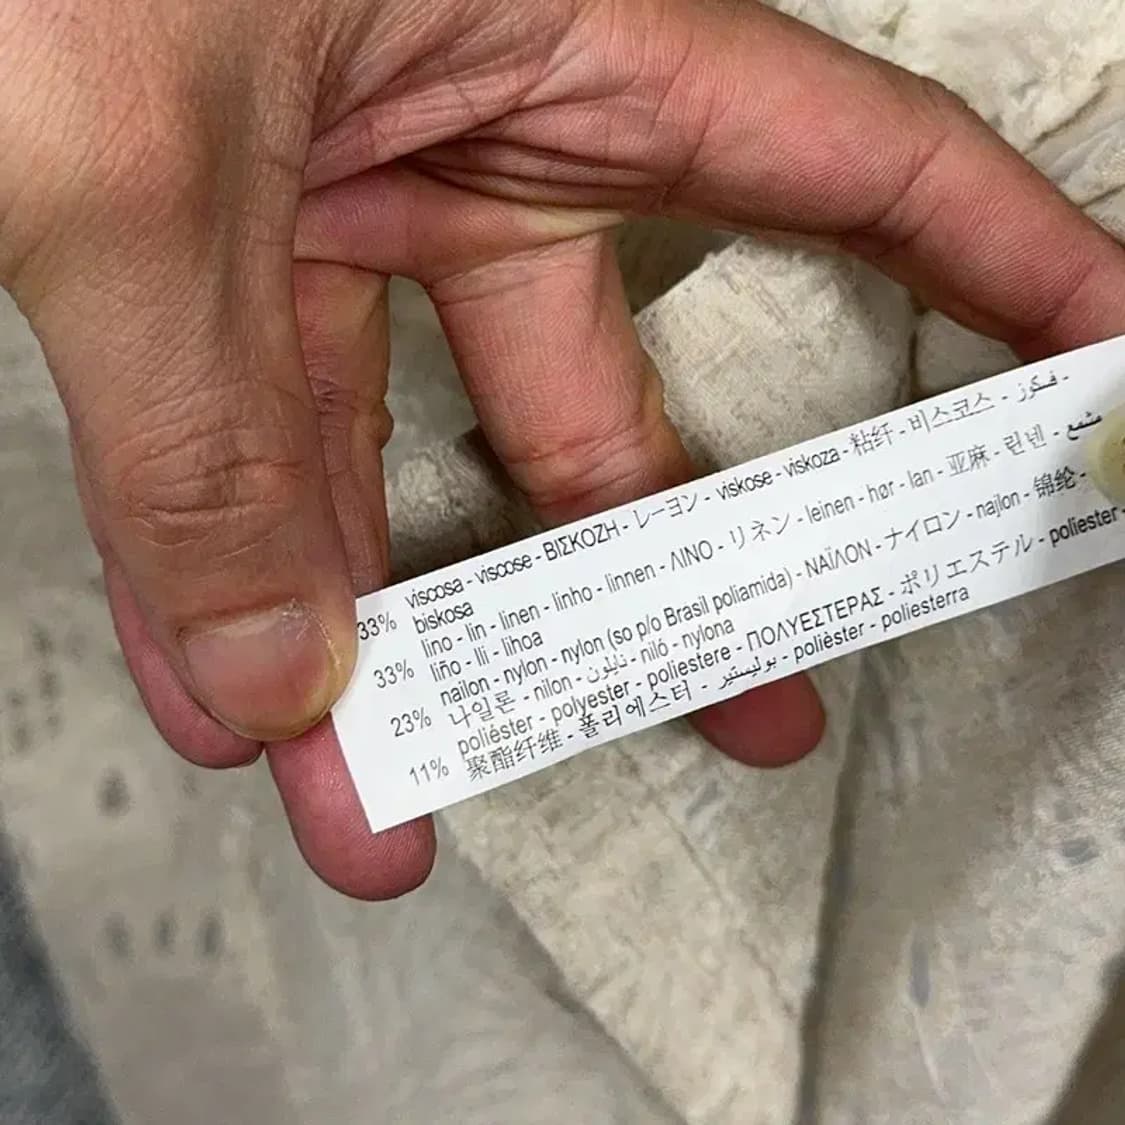 33% viscosa - viscose - ΒΙΣΚΟΖΗ - レーヨン - viskose - viskoza - 粘纤 - 비스코스 - فسكوز -
biskosa
33% lino - lin - linen - linho - linnen - ΛΙΝΟ - リネン - leinen - hør - lan - 亚麻 - 린넨 - مشمع
liño - lli - lihoa
23% nailon - nylon - nylon (so p/o Brasil poliamida) - ΝΑΪΛΟΝ - ナイロン - najlon - 锦纶 -
나일론 - nilon - نايلون - niló - nylona
11% poliéster - polyester - poliestere - ΠΟΛΥΕΣΤΕΡΑΣ - ポリエステル - poliester -
聚酯纤维 - 폴리에스터 - بوليستير - polièster - poliesterra